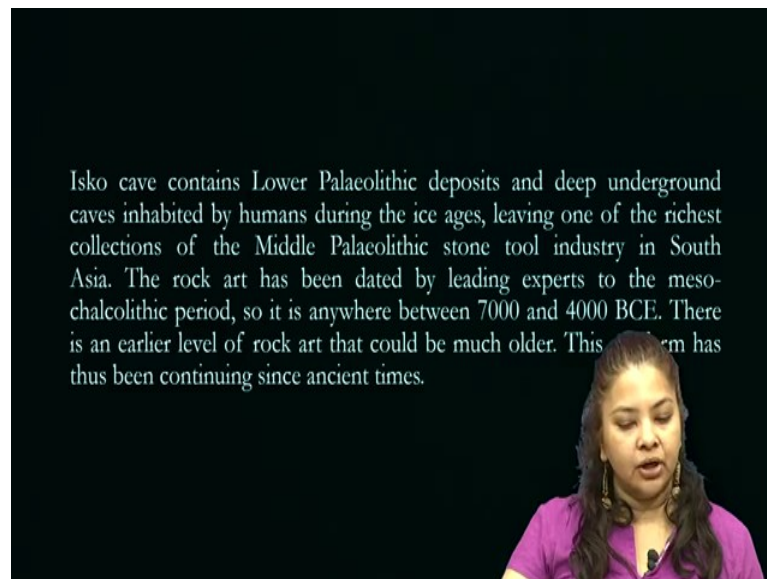 Isko cave contains Lower Palaeolithic deposits and deep underground
caves inhabited by humans during the ice ages, leaving one of the richest
collections of the Middle Palaeolithic stone tool industry in South
Asia. The rock art has been dated by leading experts to the meso-
chalcolithic period, so it is anywhere between 7000 and 4000 BCE. There
is an earlier level of rock art that could be much older. This has
thus been continuing since ancient times.